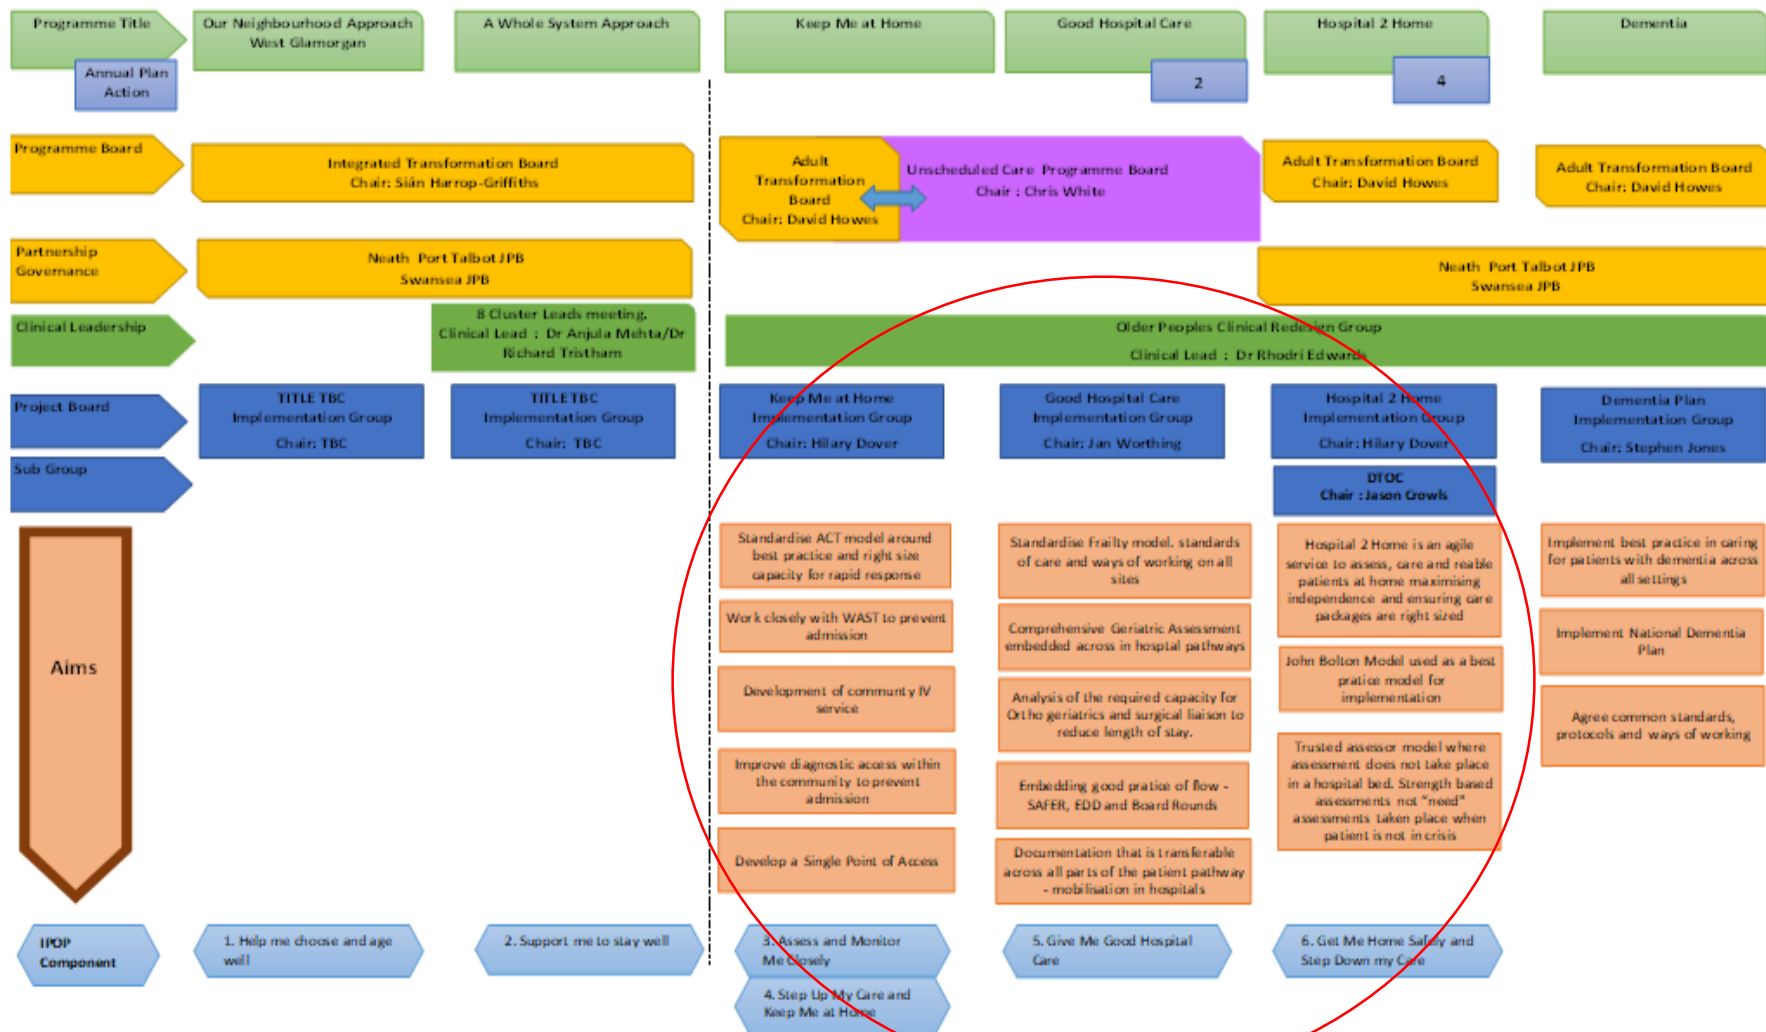 Programme Title
Annual Plan
Action
Our Neighbourhood Approach
West Glamorgan
A Whole System Approach
Keep Me at Home
Good Hospital Care
2
Hospital 2 Home
4
Dementia
Programme Board
Integrated Transformation Board
Chair: Siân Harrop-Griffiths
Adult
Transformation
Board
Chair: David Howes
Unscheduled Care Programme Board
Chair : Chris White
Adult Transformation Board
Chair: David Howes
Adult Transformation Board
Chair: David Howes
Partnership
Governance
Neath Port Talbot JPB
Swansea JPB
Neath Port Talbot JPB
Swansea JPB
Clinical Leadership
8 Cluster Leads meeting.
Clinical Lead : Dr Anjula Mehta/Dr
Richard Tristham
Older Peoples Clinical Redesign Group
Clinical Lead : Dr Rhodri Edwards
Project Board
TITLE TBC
Implementation Group
Chair: TBC
TITLE TBC
Implementation Group
Chair: TBC
Keep Me at Home
Implementation Group
Chair: Hilary Dover
Good Hospital Care
Implementation Group
Chair: Jan Worthing
Hospital 2 Home
Implementation Group
Chair: Hilary Dover
Dementia Plan
Implementation Group
Chair: Stephen Jones
Sub Group
DTOC
Chair : Jason Crowls
Aims
Standardise ACT model around
best practice and right size
capacity for rapid response
Work closely with WAST to prevent
admission
Development of communty IV
service
Improve diagnostic access within
the community to prevent
admission
Develop a Single Point of Access
Standardise Frailty model. standards
of care and ways of working on all
sites
Comprehensive Geriatric Assessment
embedded across in hosptal pathways
Analysis of the required capacity for
Ortho geriatrics and surgical liaison to
reduce length of stay.
Embedding good pratice of flow -
SAFER, EDD and Board Rounds
Documentation that is transferable
across all parts of the patient pathway
- mobilisation in hospitals
Hospital 2 Home is an agile
service to assess, care and reable
patients at home maximising
independence and ensuring care
packages are right sized
John Bolton Model used as a best
pratice model for
implementation
Trusted assessor model where
assessment does not take place
in a hospital bed. Strength based
assessments not "need"
assessments taken place when
patient is not in crisis
Implement best practice in caring
for patients with dementia across
all settings
Implement National Dementia
Plan
Agree common standards,
protocols and ways of working
IPOP
Component
1. Help me choose and age
well
2. Support me to stay well
3. Assess and Monitor
Me Closely
4. Step Up My Care and
Keep Me at Home
5. Give Me Good Hospital
Care
6. Get Me Home Safely and
Step Down my Care